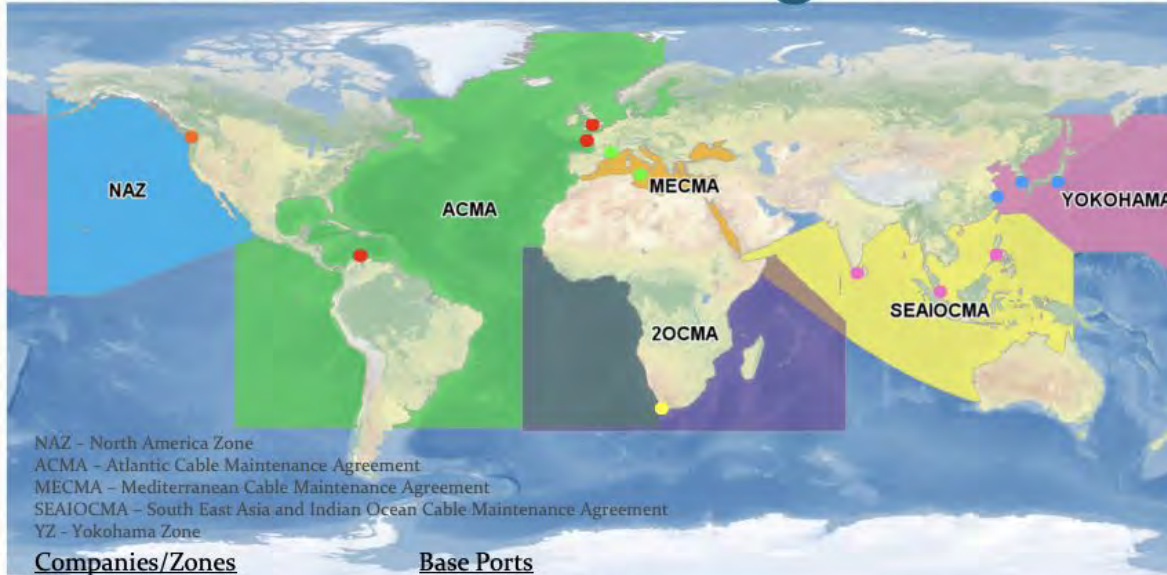 NAZ
ACMA
MECMA
YOKOHAMA
SEAIOCMA
2OCMA
NAZ – North America Zone
ACMA – Atlantic Cable Maintenance Agreement
MECMA – Mediterranean Cable Maintenance Agreement
SEAIOCMA – South East Asia and Indian Ocean Cable Maintenance Agreement
YZ - Yokohama Zone
Companies/Zones Base Ports